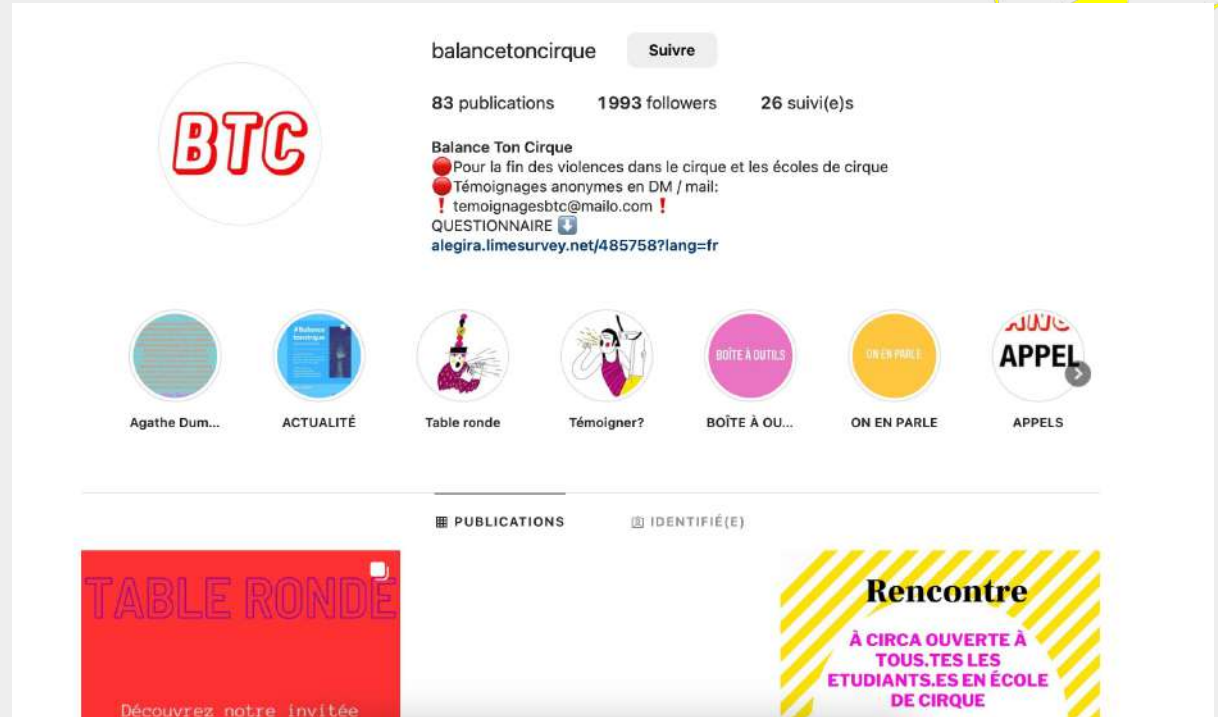 balancetoncirque Suivre
83 publications 1 993 followers 26 suivi(e)s
BTC
Balance Ton Cirque
🔴Pour la fin des violences dans le cirque et les écoles de cirque
🔴Témoignages anonymes en DM / mail:
❗ temoignagesbtc@mailo.com ❗
QUESTIONNAIRE ⬇️
alegira.limesurvey.net/485758?lang=fr
#Balance
toncirque
BOÎTE À OUTILS
ON EN PARLE
APPEL
Agathe Dum... ACTUALITÉ Table ronde Témoigner? BOÎTE À OU... ON EN PARLE APPELS
PUBLICATIONS IDENTIFIÉ(E)
TABLE RONDE
Découvrez notre invitée
Rencontre
À CIRCA OUVERTE À
TOUS.TES LES
ETUDIANTS.ES EN ÉCOLE
DE CIRQUE